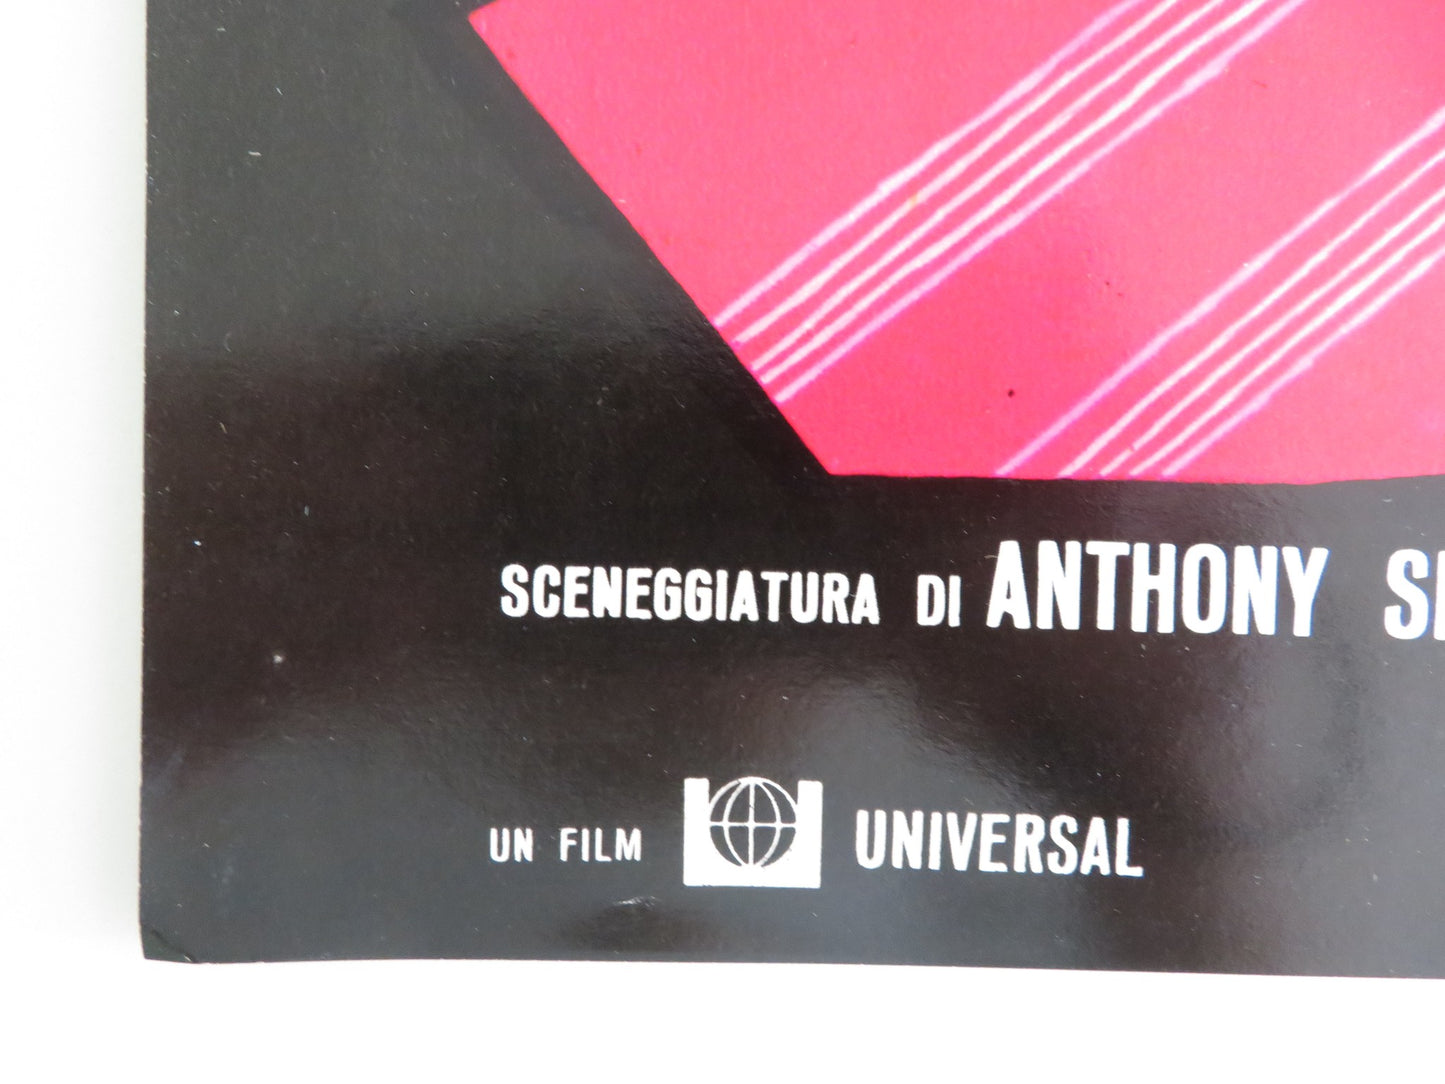 SCENEGGIATURA DI ANTHONY
UN FILM UNIVERSAL